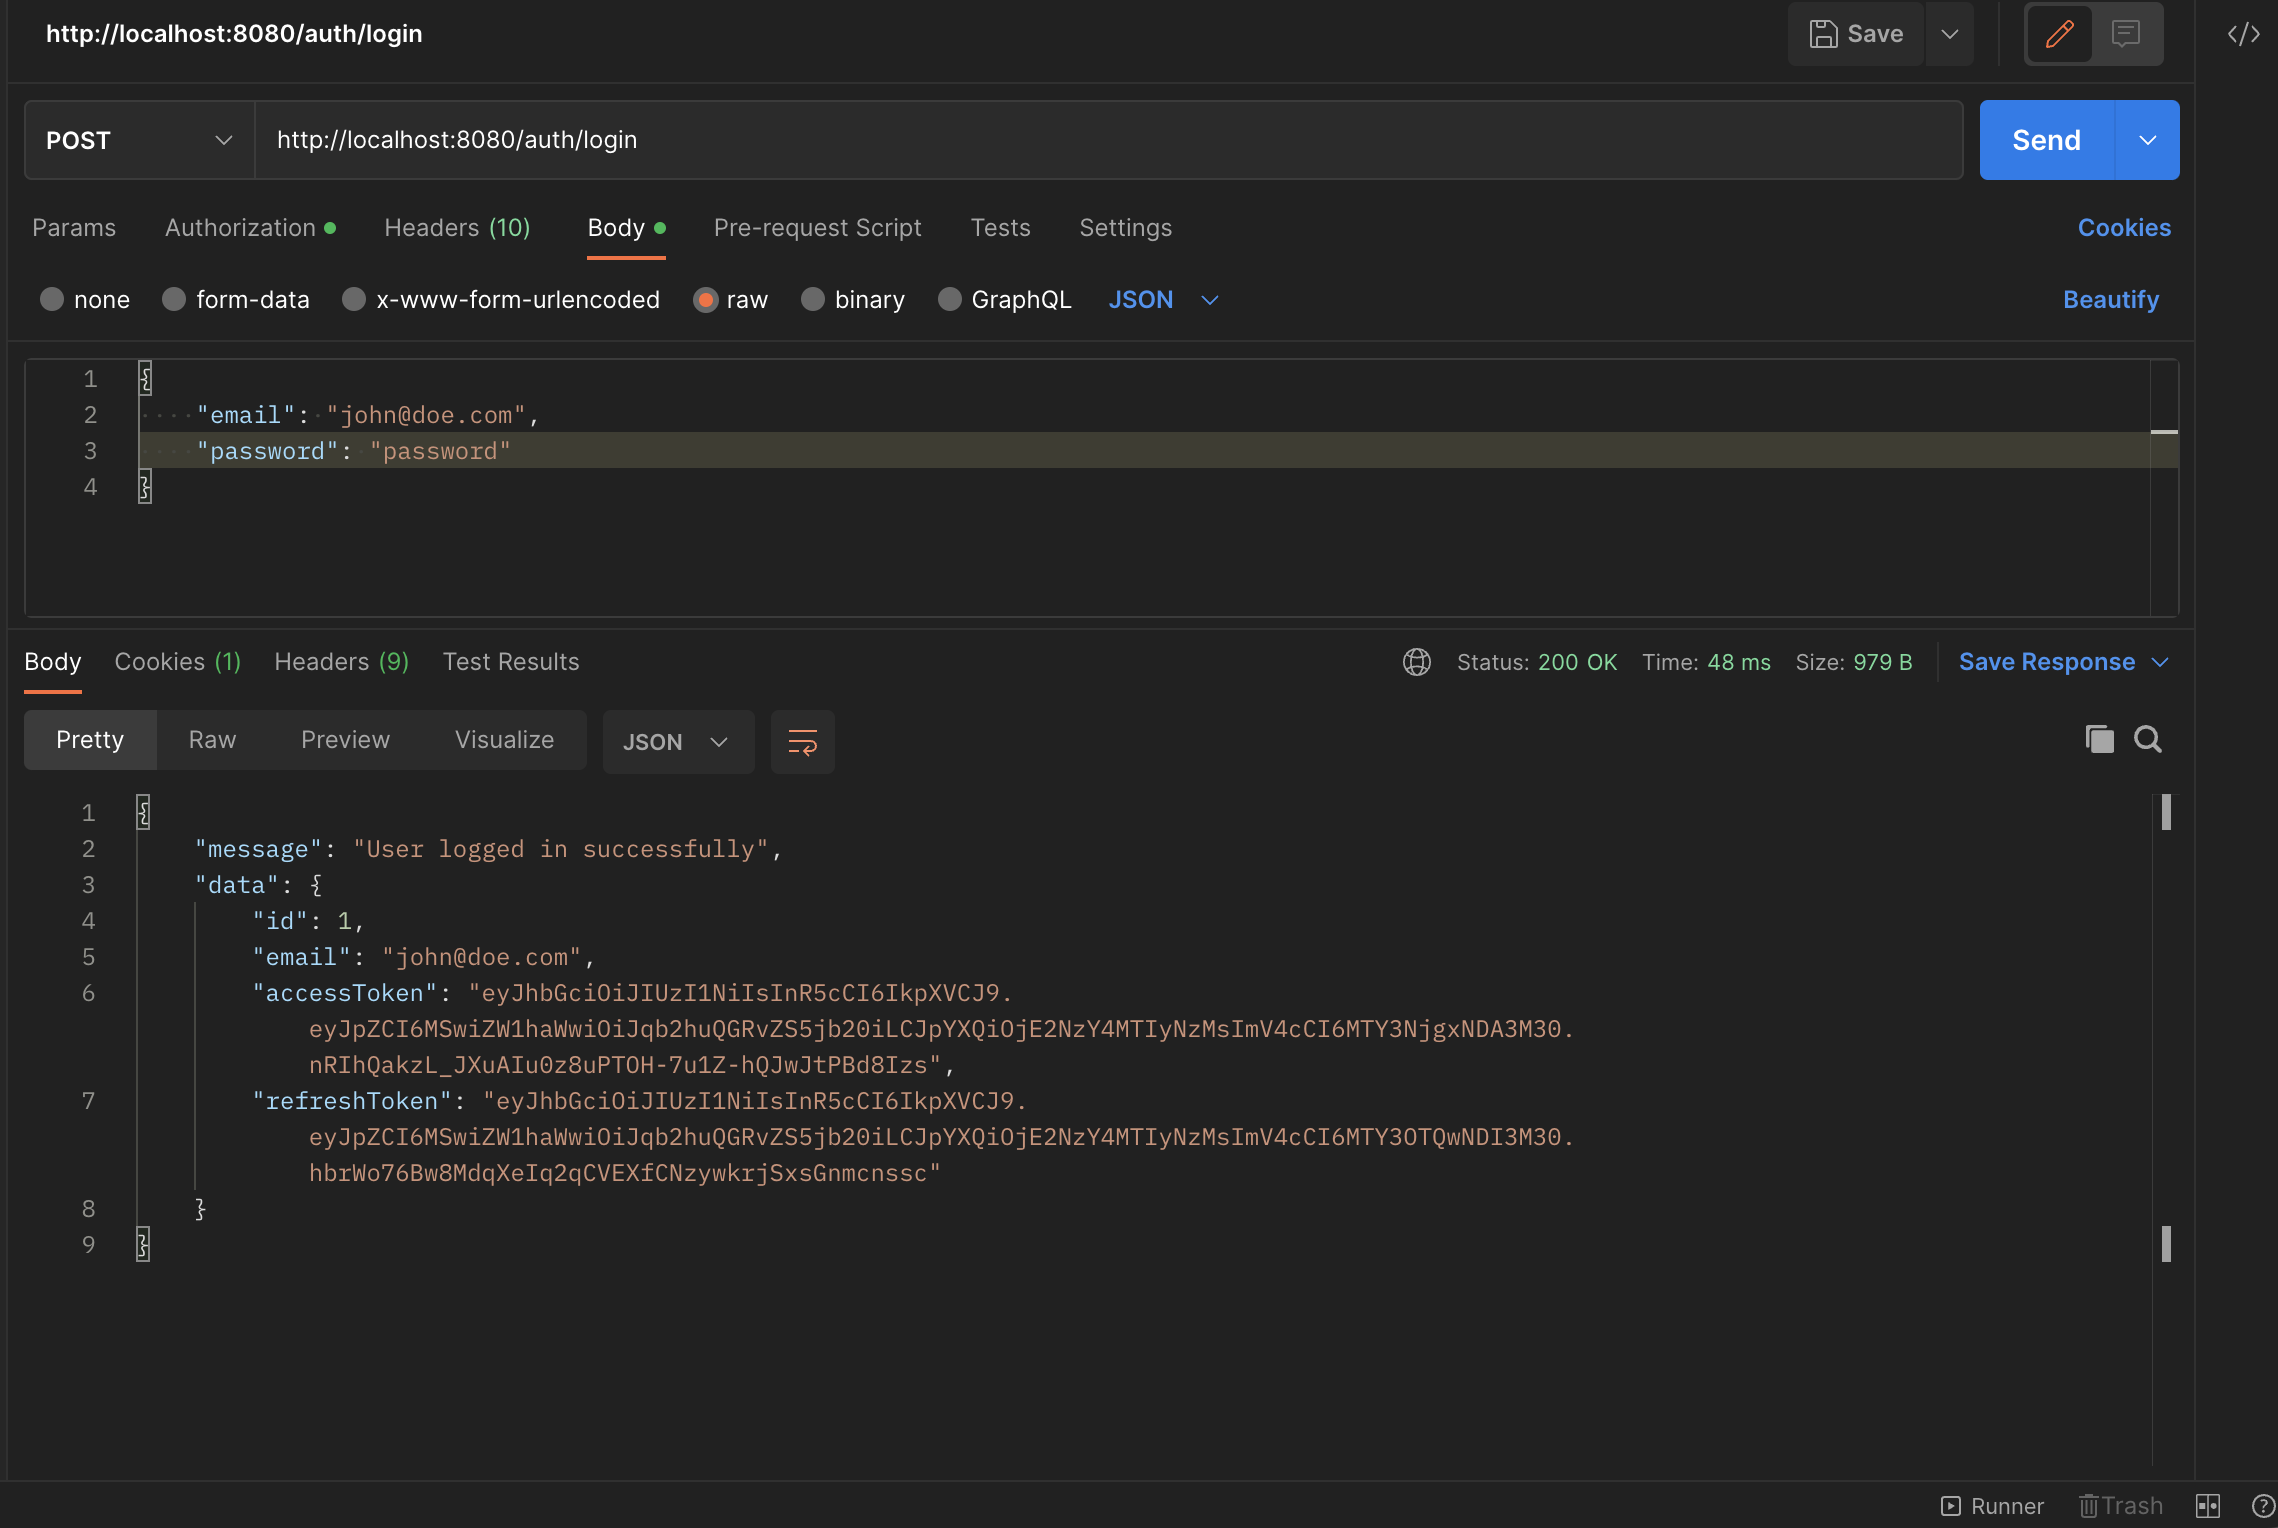 http://localhost:8080/auth/login
Save
POST
http://localhost:8080/auth/login
Send
Params Authorization Headers (10) Body Pre-request Script Tests Settings Cookies
none form-data x-www-form-urlencoded raw binary GraphQL JSON Beautify
1 {
2 "email": "john@doe.com",
3 "password": "password"
4 }
Body Cookies (1) Headers (9) Test Results Status: 200 OK Time: 48 ms Size: 979 B Save Response
Pretty Raw Preview Visualize JSON
1 {
2 "message": "User logged in successfully",
3 "data": {
4 "id": 1,
5 "email": "john@doe.com",
6 "accessToken": "eyJhbGciOiJIUzI1NiIsInR5cCI6IkpXVCJ9.
eyJpZCI6MSwiZW1haWwiOiJqb2huQGRvZS5jb20iLCJpYXQiOjE2NzY4MTIyNzMsImV4cCI6MTY3NjgxNDA3M30.
nRIhQakzL_JXuAIu0z8uPTOH-7u1Z-hQJwJtPBd8Izs",
7 "refreshToken": "eyJhbGciOiJIUzI1NiIsInR5cCI6IkpXVCJ9.
eyJpZCI6MSwiZW1haWwiOiJqb2huQGRvZS5jb20iLCJpYXQiOjE2NzY4MTIyNzMsImV4cCI6MTY3OTQwNDI3M30.
hbrWo76Bw8MdqXeIq2qCVEXfCNzywkrjSxsGnmcnssc"
8 }
9 }
Runner Trash